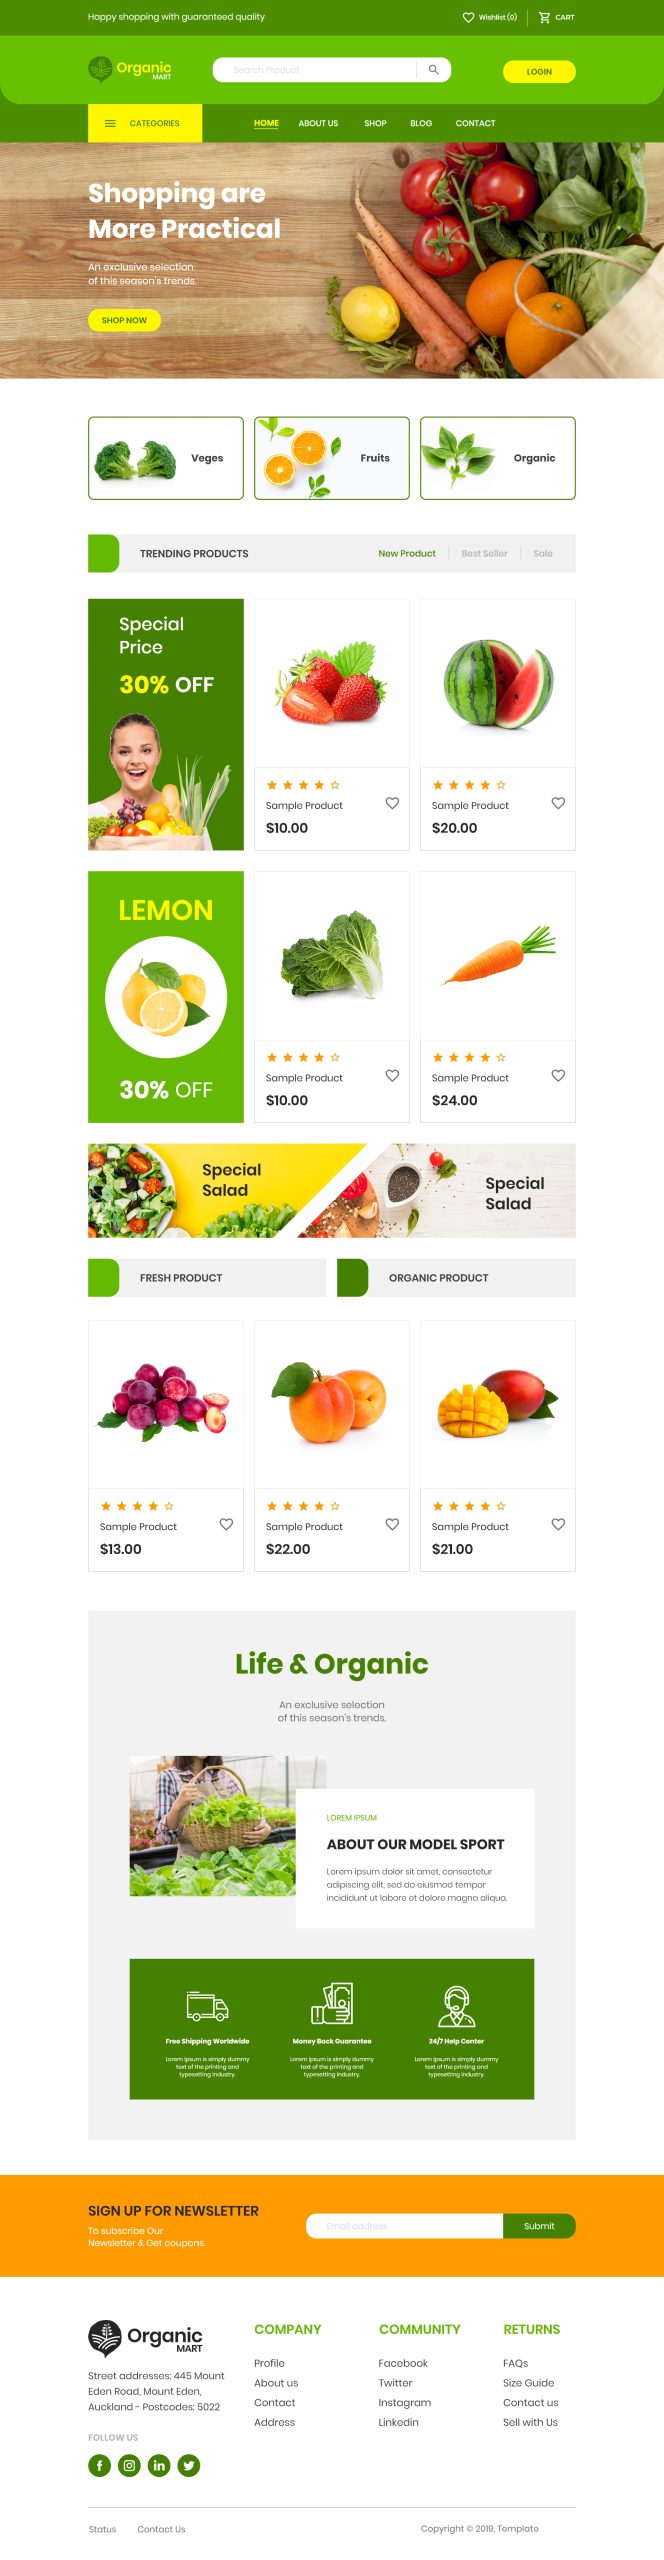 Happy shopping with guaranteed quality
Wishlist (0)
CART
Organic
MART
Search Product
LOGIN
CATEGORIES
HOME
ABOUT US
SHOP
BLOG
CONTACT
Shopping are
More Practical
An exclusive selection
of this season's trends.
SHOP NOW
Veges
Fruits
Organic
TRENDING PRODUCTS
New Product
Best Seller
Sale
Special
Price
30% OFF
Sample Product
$10.00
Sample Product
$20.00
LEMON
30% OFF
Sample Product
$10.00
Sample Product
$24.00
Special
Salad
Special
Salad
FRESH PRODUCT
ORGANIC PRODUCT
Sample Product
$13.00
Sample Product
$22.00
Sample Product
$21.00
Life & Organic
An exclusive selection
of this season's trends.
LOREM IPSUM
ABOUT OUR MODEL SPORT
Lorem ipsum dolor sit amet, consectetur
adipiscing elit, sed do eiusmod tempor
incididunt ut labore et dolore magna aliqua.
Free Shipping Worldwide
Lorem Ipsum is simply dummy
text of the printing and
typesetting industry.
Money Back Guarantee
Lorem Ipsum is simply dummy
text of the printing and
typesetting industry.
24/7 Help Center
Lorem Ipsum is simply dummy
text of the printing and
typesetting industry.
SIGN UP FOR NEWSLETTER
To subscribe Our
Newsletter & Get coupons.
Email address
Submit
Organic
MART
Street addresses: 445 Mount
Eden Road, Mount Eden,
Auckland - Postcodes: 5022
FOLLOW US
COMPANY
Profile
About us
Contact
Address
COMMUNITY
Facebook
Twitter
Instagram
Linkedin
RETURNS
FAQs
Size Guide
Contact us
Sell with Us
Status
Contact Us
Copyright © 2019, Template